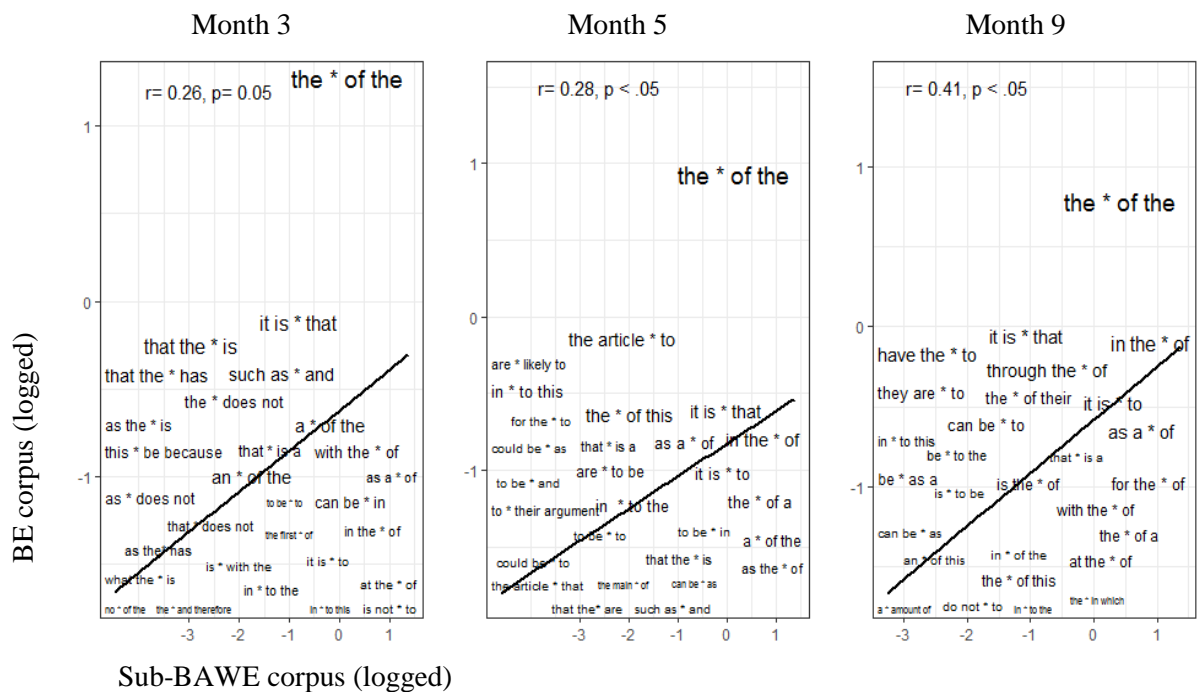 Month 3
Month 5
Month 9
BE corpus (logged)
r= 0.26, p= 0.05
the * of the
it is * that
that the * is
that the * has
such as * and
the * does not
as the * is
a * of the
this * be because
that * is a
with the * of
an * of the
as a * of
as * does not
to be * to
can be * in
that * does not
the first * of
in the * of
as the* has
it is * to
is * with the
what the * is
in * to the
at the * of
no * of the
the * and therefore
in * to this
is not * to
1
0
-1
-3
-2
-1
0
1
r= 0.28, p < .05
the * of the
the article * to
are * likely to
in * to this
the * of this
it is * that
for the * to
could be * as
that * is a
as a * of
in the * of
are * to be
it is * to
to be * and
in * to the
the * of a
to * their argument
to be * to
to be * in
a * of the
could be * to
that the * is
as the * of
the article * that
the main * of
can be * as
that the* are
such as * and
1
0
-1
-4
-3
-2
-1
0
1
r= 0.41, p < .05
the * of the
it is * that
in the * of
have the * to
through the * of
they are * to
the * of their
it is * to
can be * to
as a * of
in * to this
be * to the
that * is a
be * as a
is * to be
is the * of
for the * of
with the * of
can be * as
the * of a
an * of this
in * of the
at the * of
the * of this
a * amount of
do not * to
in * to the
the * in which
1
0
-1
-3
-2
-1
0
1
Sub-BAWE corpus (logged)